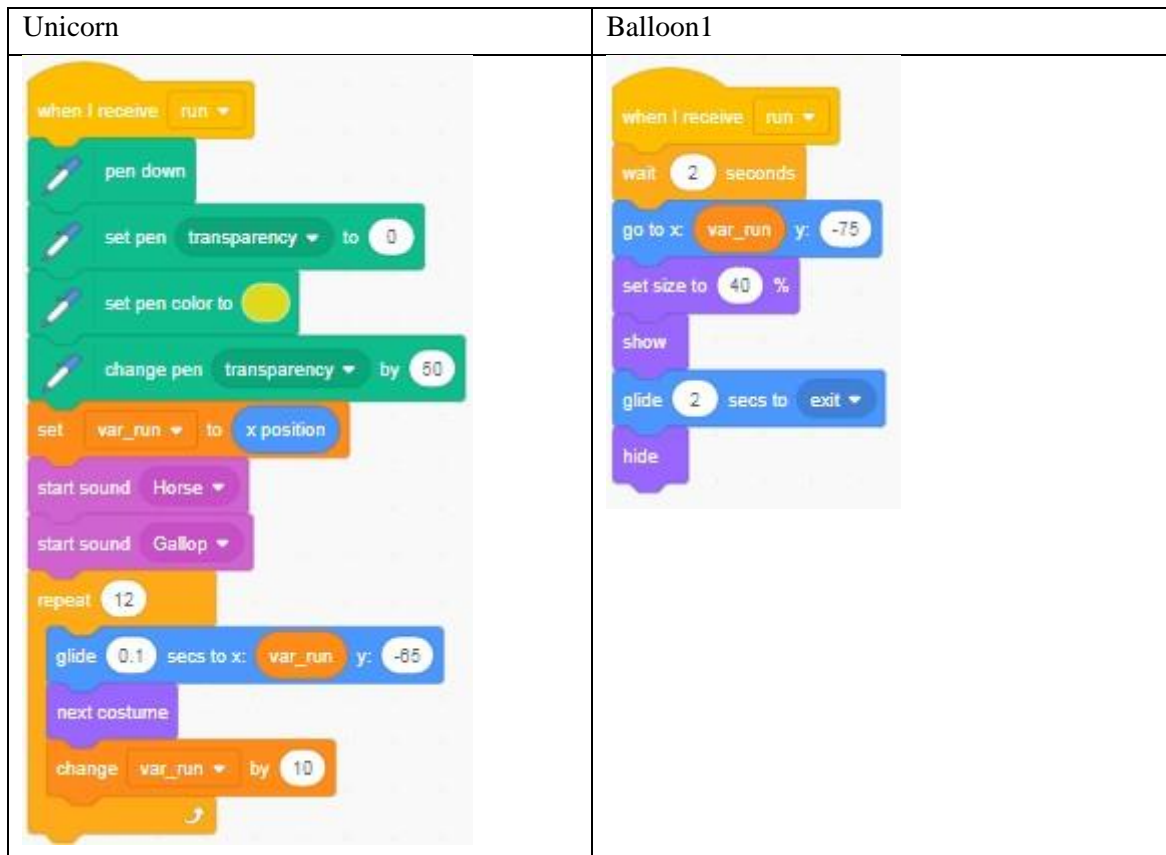 Unicorn
when I receive run
pen down
set pen transparency to 0
set pen color to
change pen transparency by 50
set var_run to x position
start sound Horse
start sound Gallop
repeat 12
glide 0.1 secs to x: var_run y: -65
next costume
change var_run by 10
Balloon1
when I receive run
wait 2 seconds
go to x: var_run y: -75
set size to 40 %
show
glide 2 secs to exit
hide